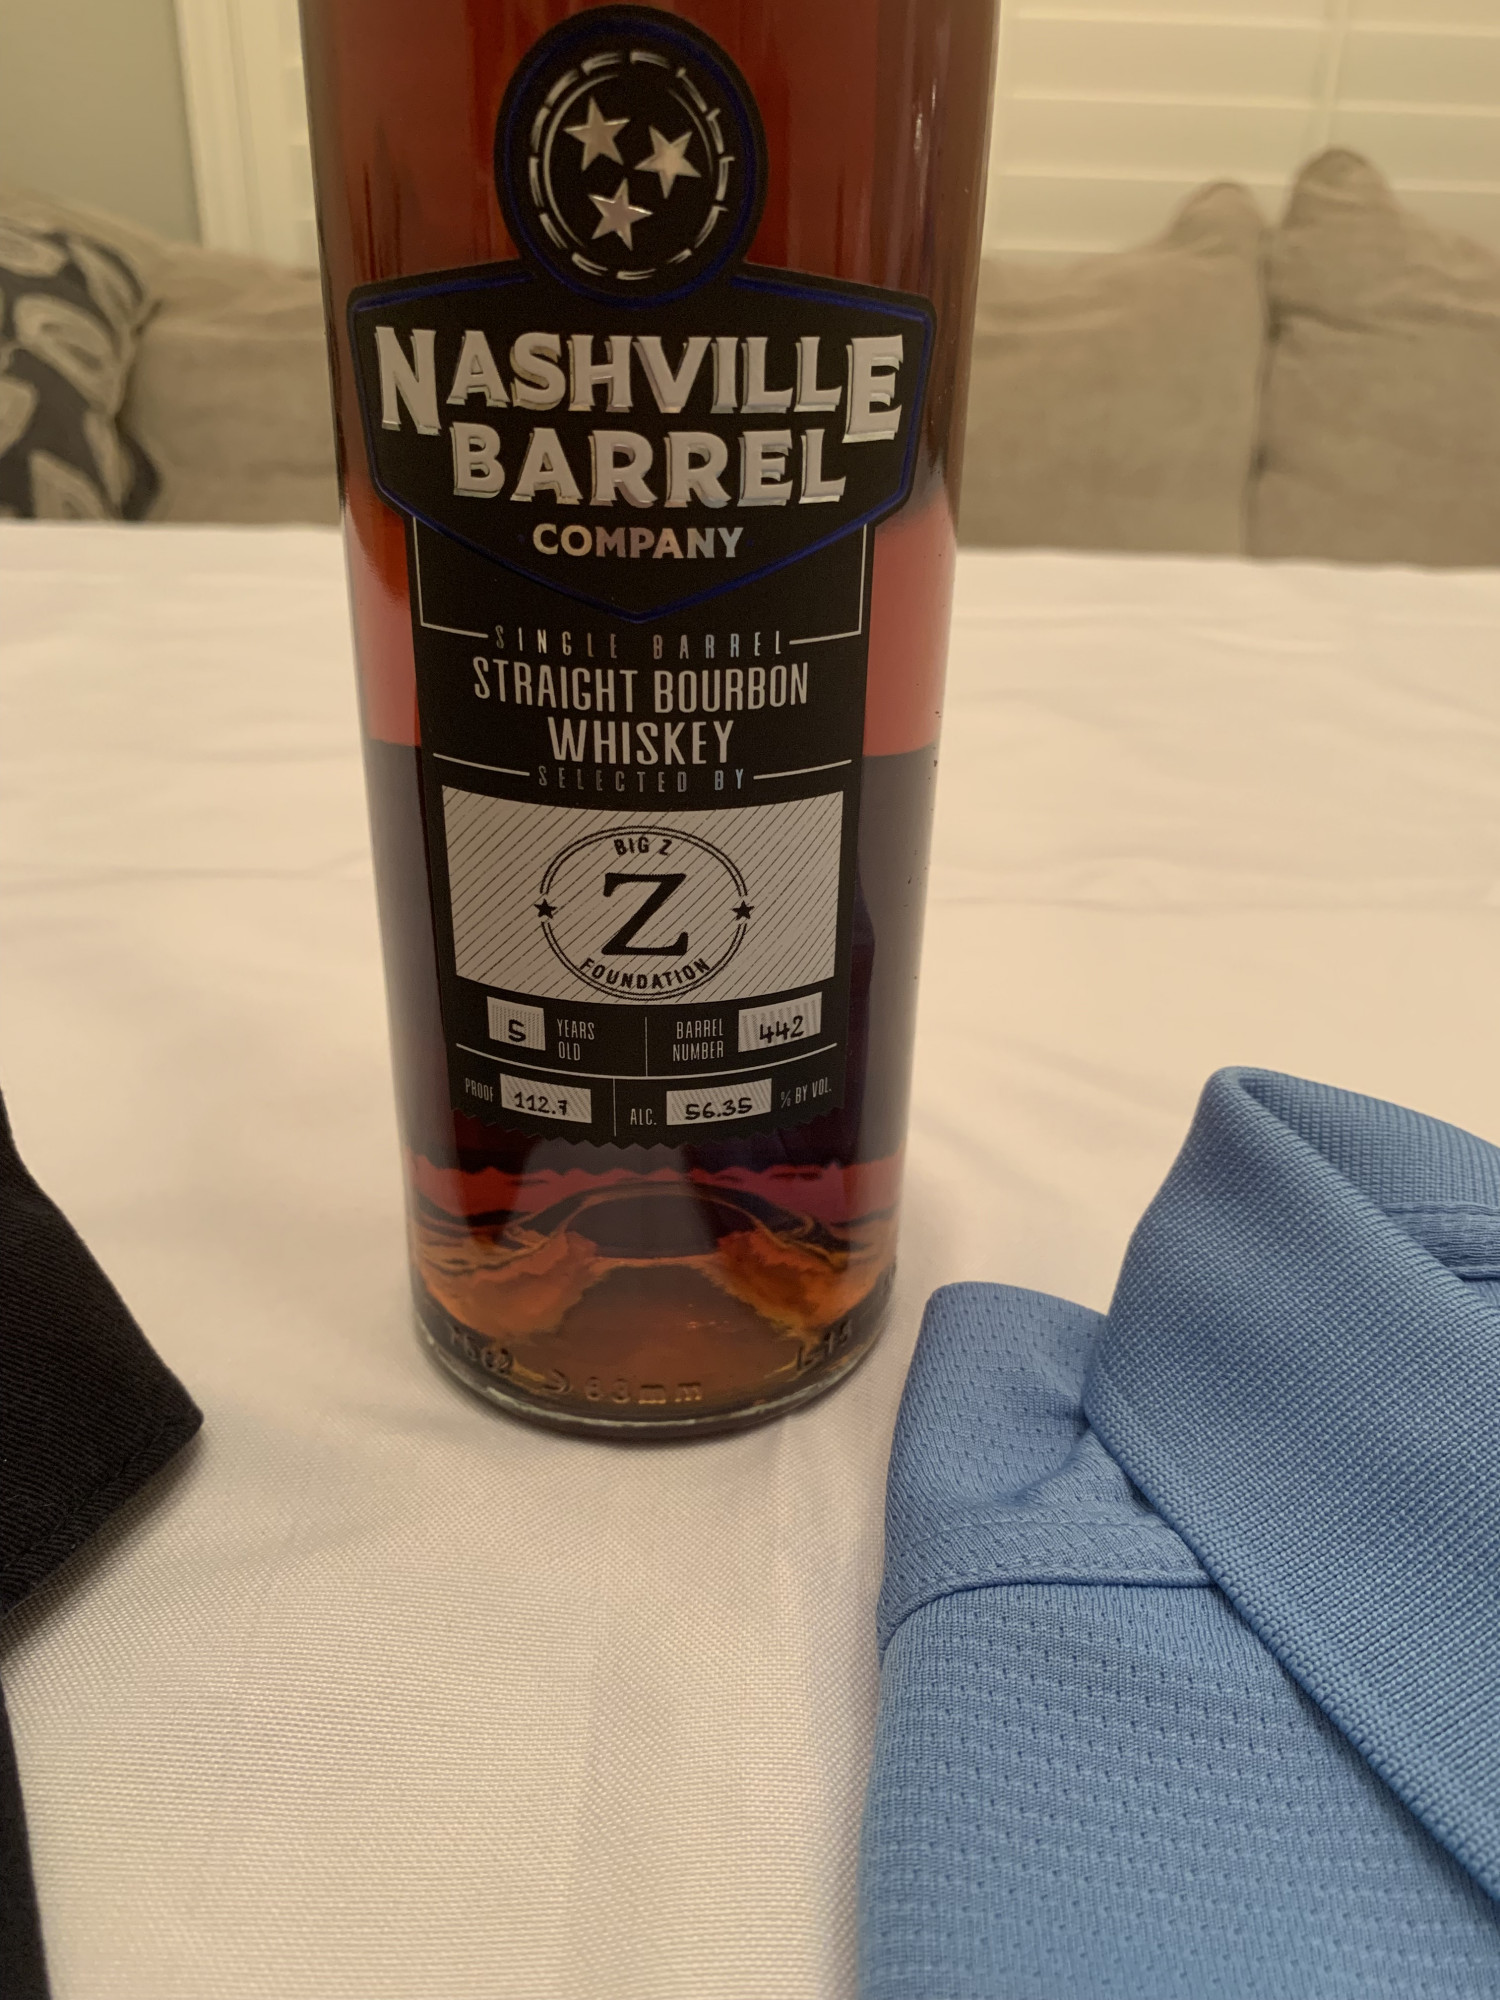 NASHVILLE
BARREL
COMPANY
SINGLE BARREL
STRAIGHT BOURBON
WHISKEY
SELECTED BY
BIG Z
Z
FOUNDATION
5 YEARS OLD
BARREL NUMBER 442
PROOF 112.7
ALC. 56.35 % BY VOL.
63mm